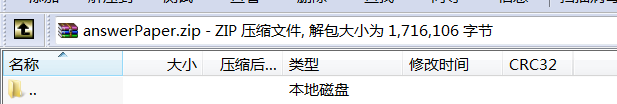 answerPaper.zip - ZIP 压缩文件, 解包大小为 1,716,106 字节
名称 大小 压缩后... 类型 修改时间 CRC32
.. 本地磁盘